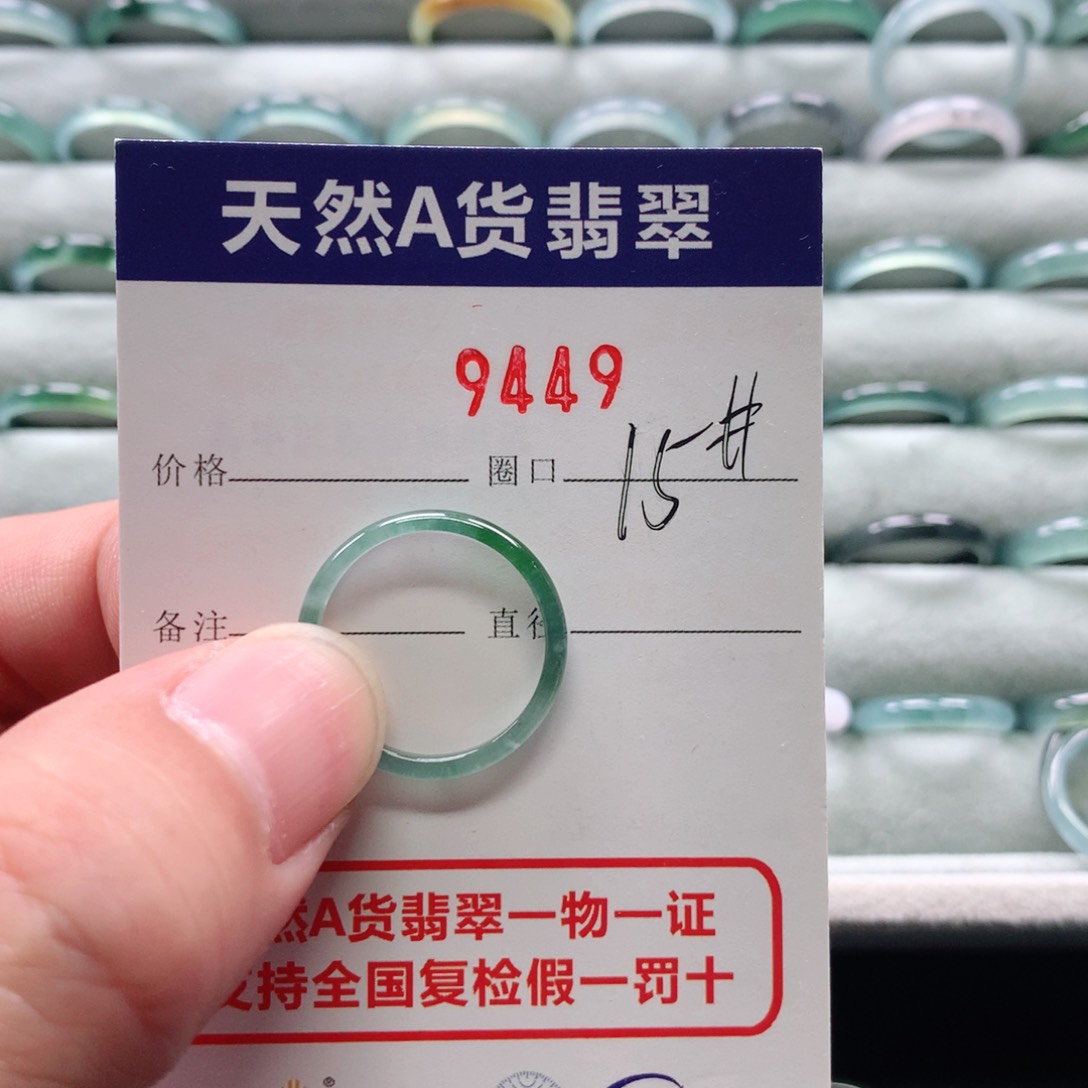 天然A货翡翠
9449
价格 圈口 15#
备注 直径
然A货翡翠一物一证
支持全国复检假一罚十
®